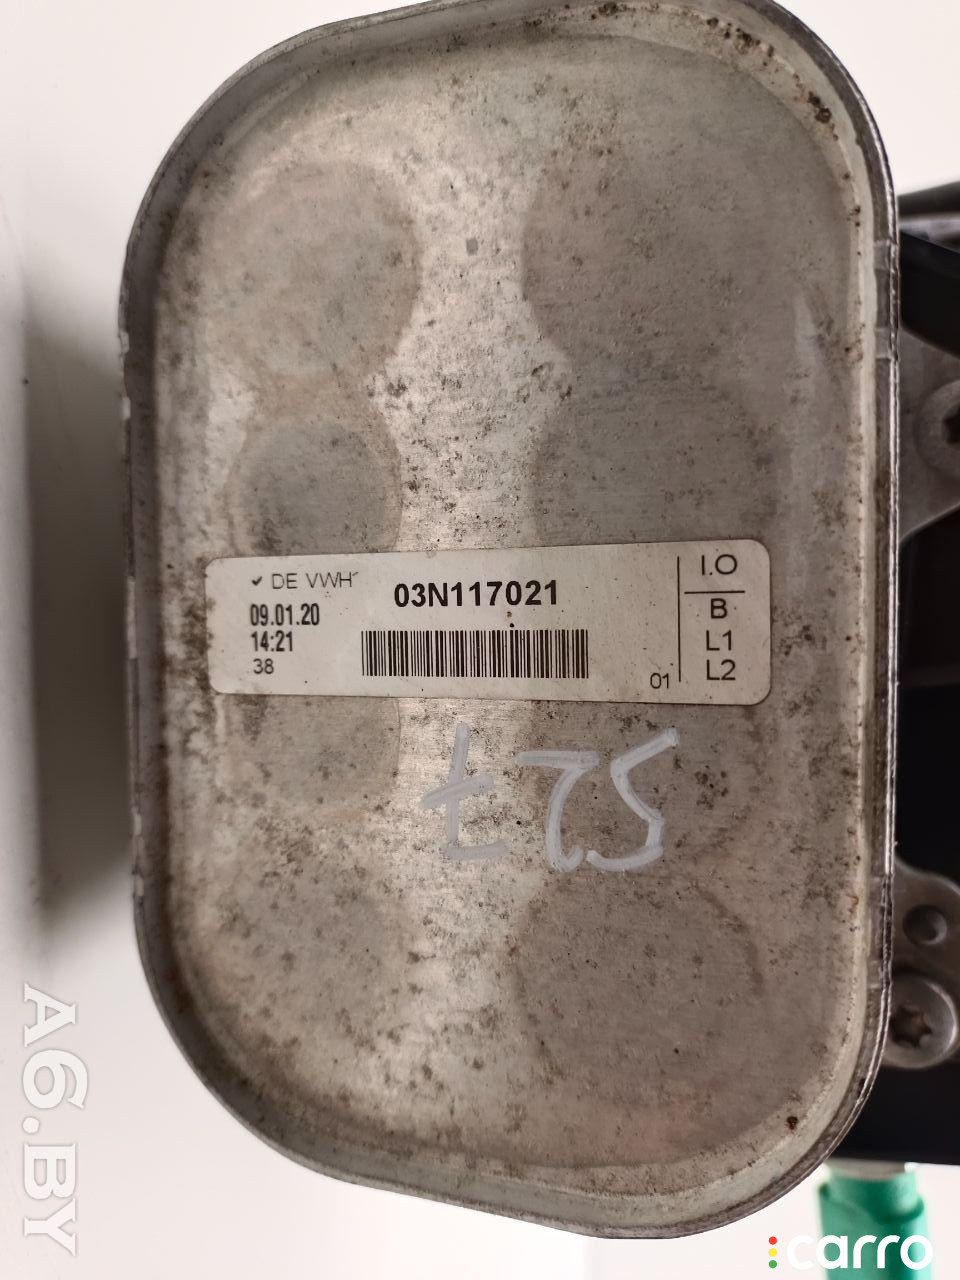 ✓ DE VWH
09.01.20
14:21
38
03N117021
01
I.O
B
L1
L2
527
A6.BY
carro